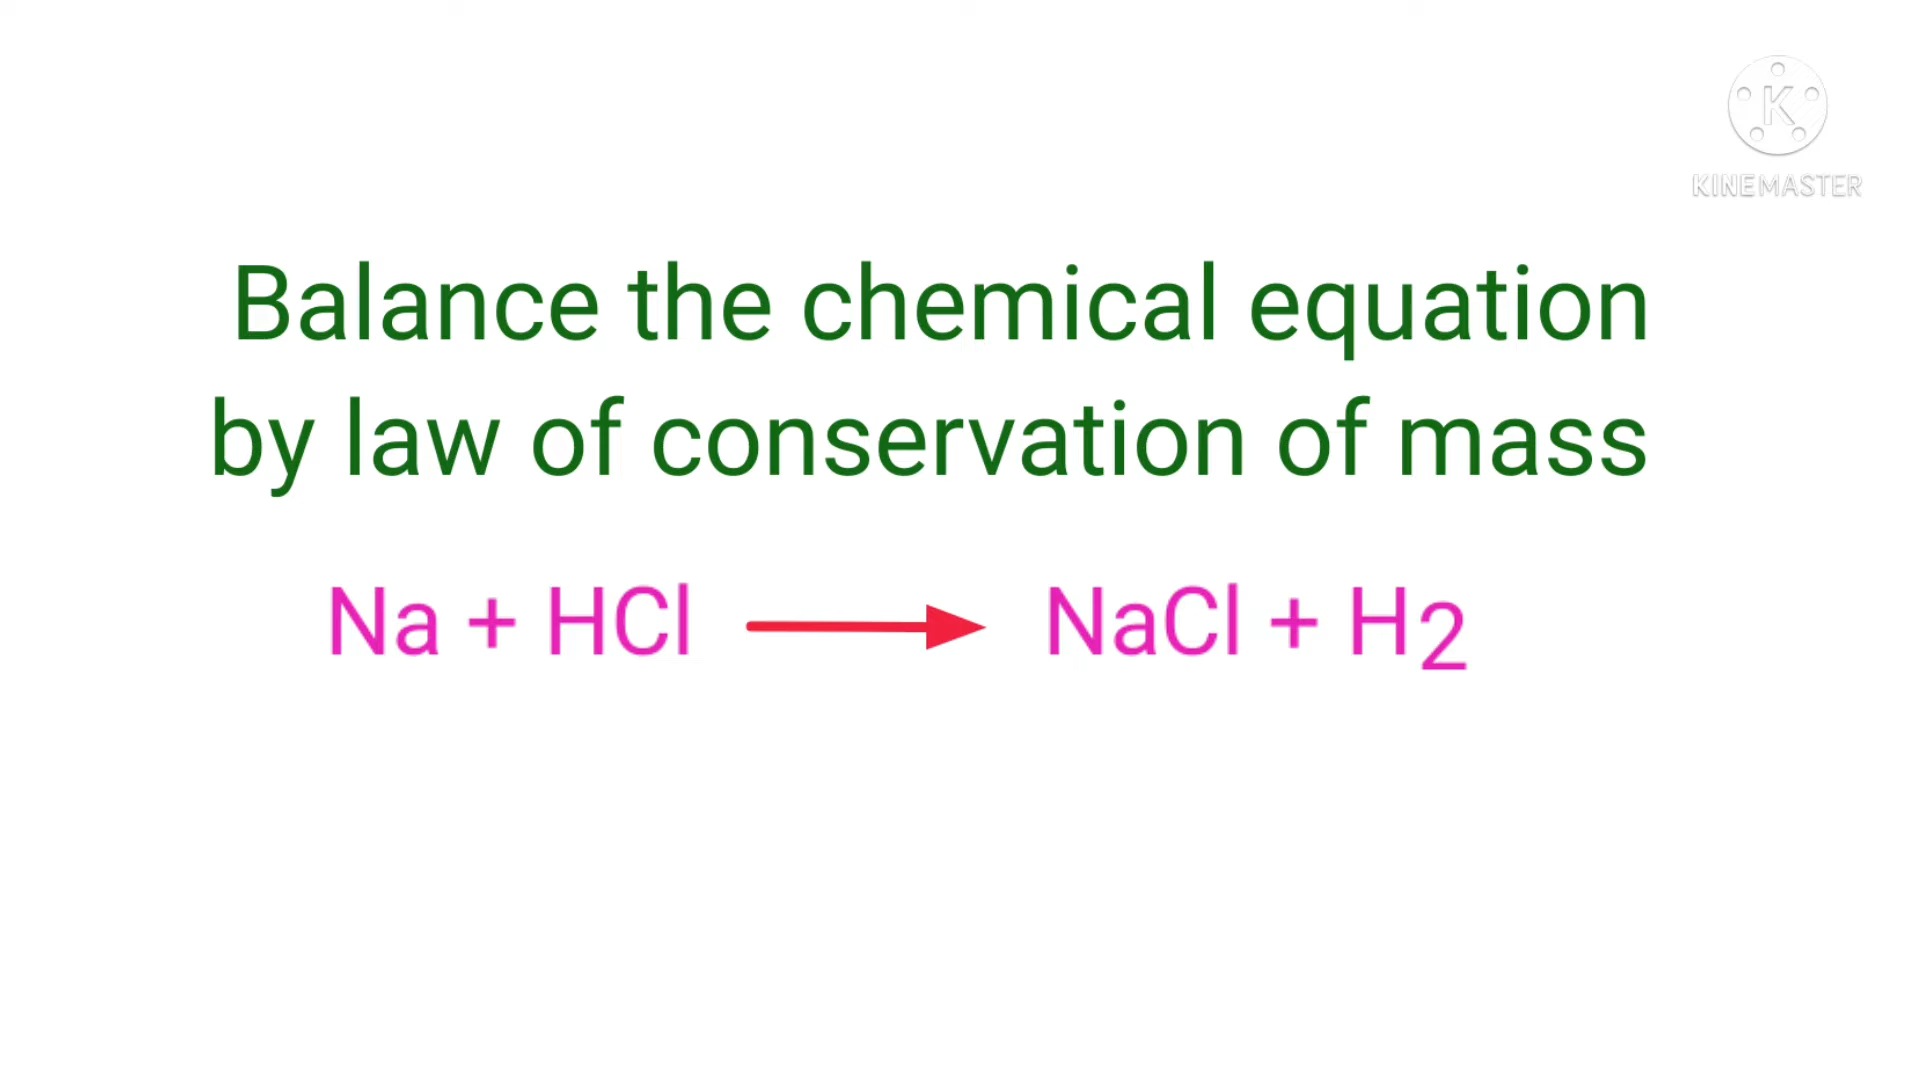 K
KINEMASTER
Balance the chemical equation
by law of conservation of mass
Na + HCl → NaCl + H2